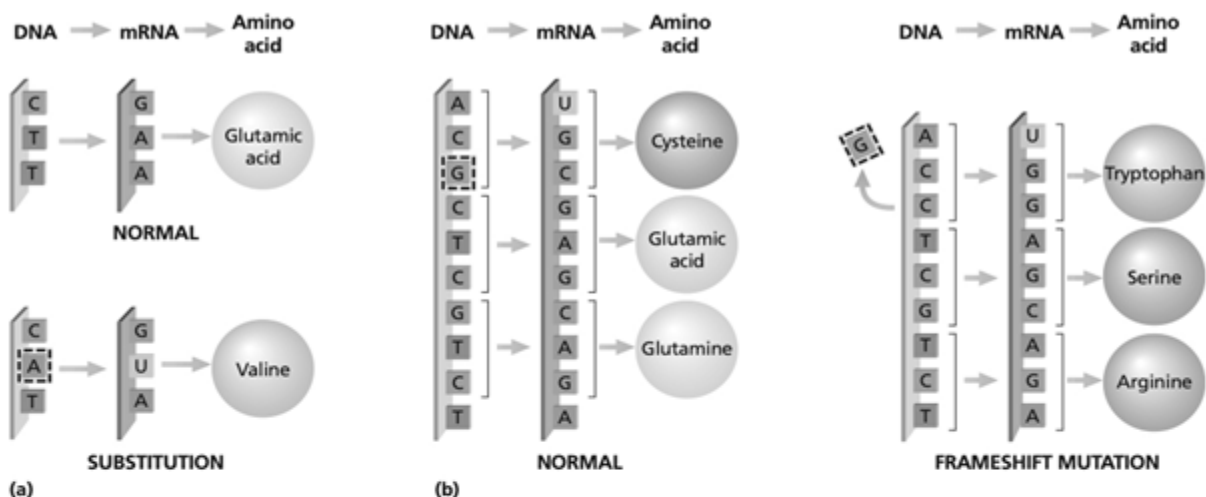 DNA mRNA Amino acid
C G
T A Glutamic acid
T A
NORMAL
C G
A U Valine
T A
SUBSTITUTION
(a)
DNA mRNA Amino acid
A U
C G Cysteine
G C
C G
T A Glutamic acid
C G
G C
T A Glutamine
C G
T A
NORMAL
(b)
DNA mRNA Amino acid
G
A U
C G Tryptophan
C G
T A
C G Serine
G C
T A
C G Arginine
T A
FRAMESHIFT MUTATION